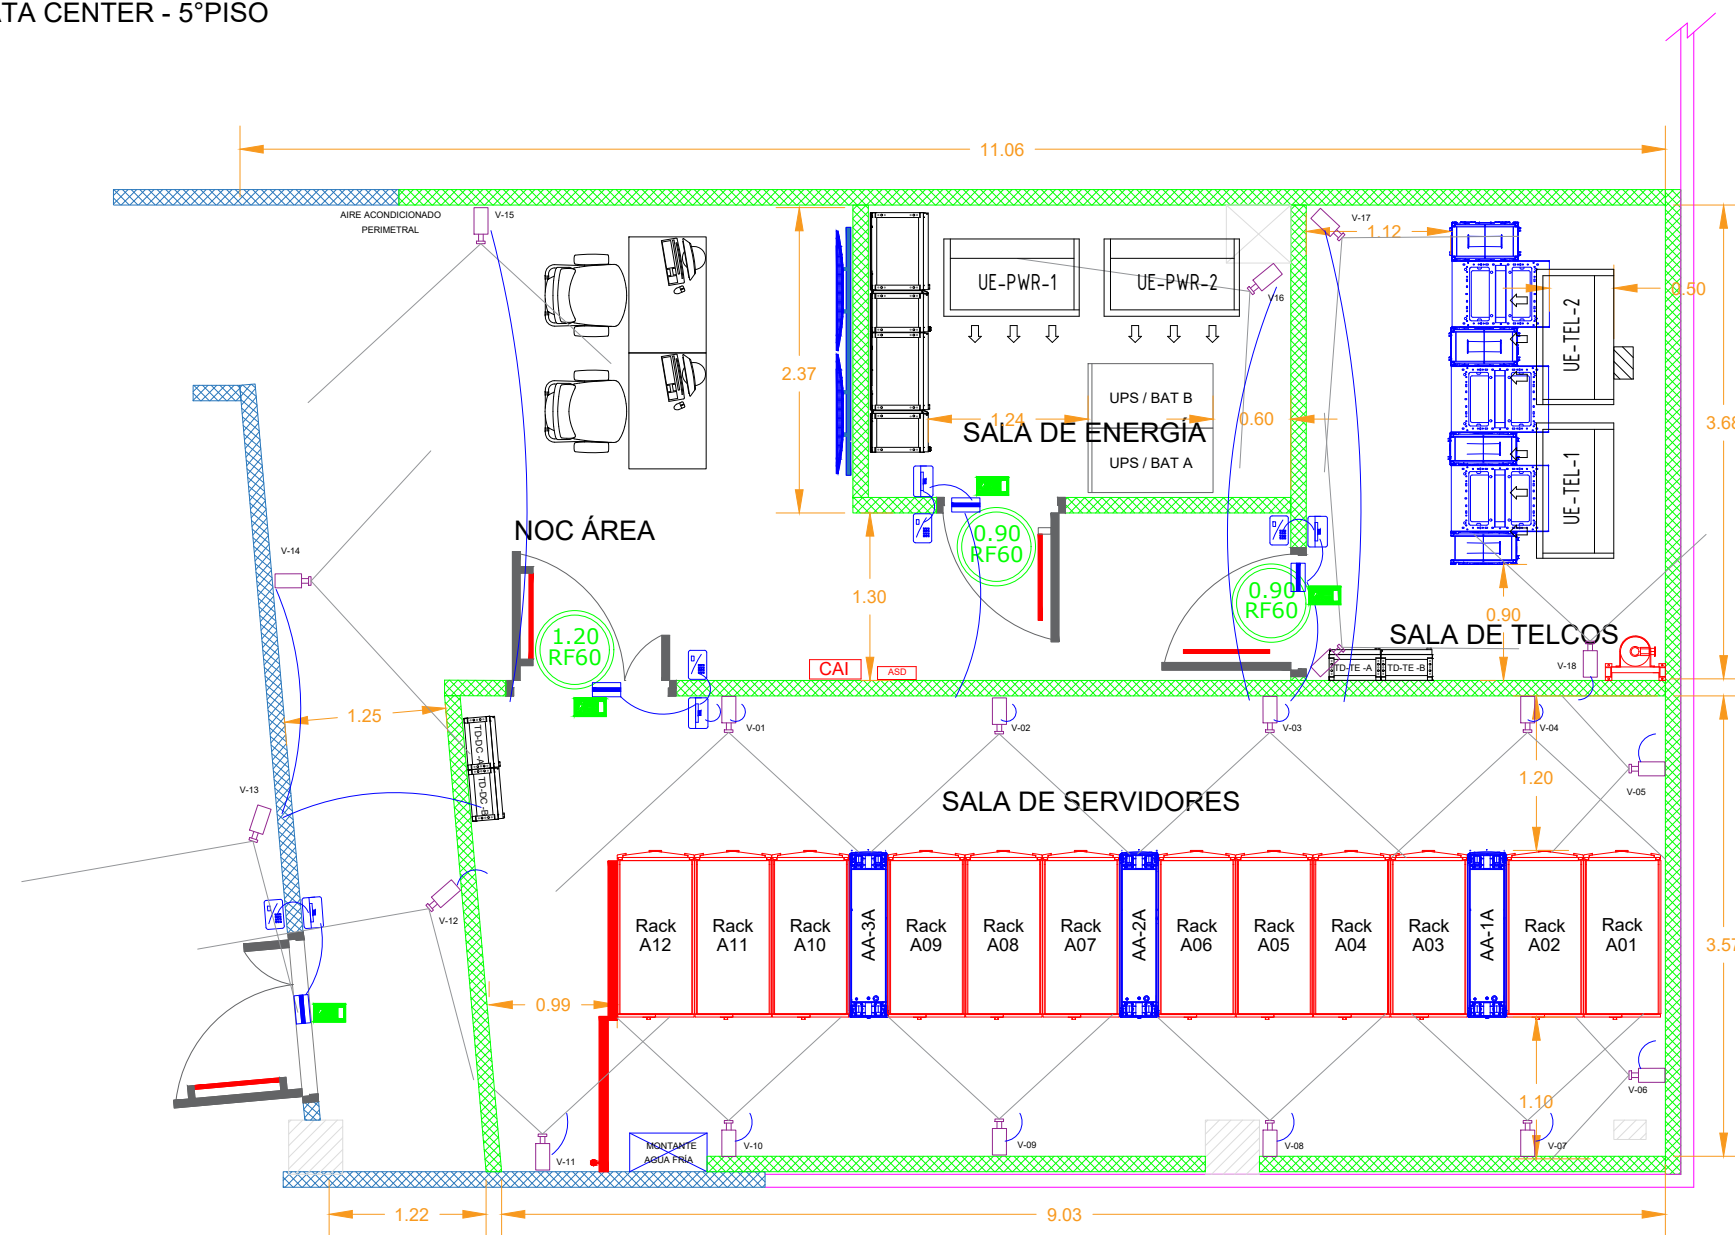 ATA CENTER - 5°PISO
11.06
AIRE ACONDICIONADO
PERIMETRAL
V-15
V-17
1.12
UE-PWR-1
UE-PWR-2
V16
UE-TEL-2
0.50
2.37
UPS / BAT B
1.24
0.60
SALA DE ENERGÍA
UPS / BAT A
3.68
UE-TEL-1
NOC ÁREA
0.90
RF60
V-14
1.30
0.90
RF60
0.90
1.20
RF60
SALA DE TELCOS
CAI
ASD
TD-TE -A
TD-TE -B
V-18
1.25
TD-DC -A
TD-DC -B
V-01
V-02
V-03
V-04
1.20
V-05
V-13
SALA DE SERVIDORES
V-12
Rack
A12
Rack
A11
Rack
A10
AA-3A
Rack
A09
Rack
A08
Rack
A07
AA-2A
Rack
A06
Rack
A05
Rack
A04
Rack
A03
AA-1A
Rack
A02
Rack
A01
3.57
0.99
1.10
V-06
MONTANTE
AGUA FRÍA
V-11
V-10
V-09
V-08
V-07
1.22
9.03